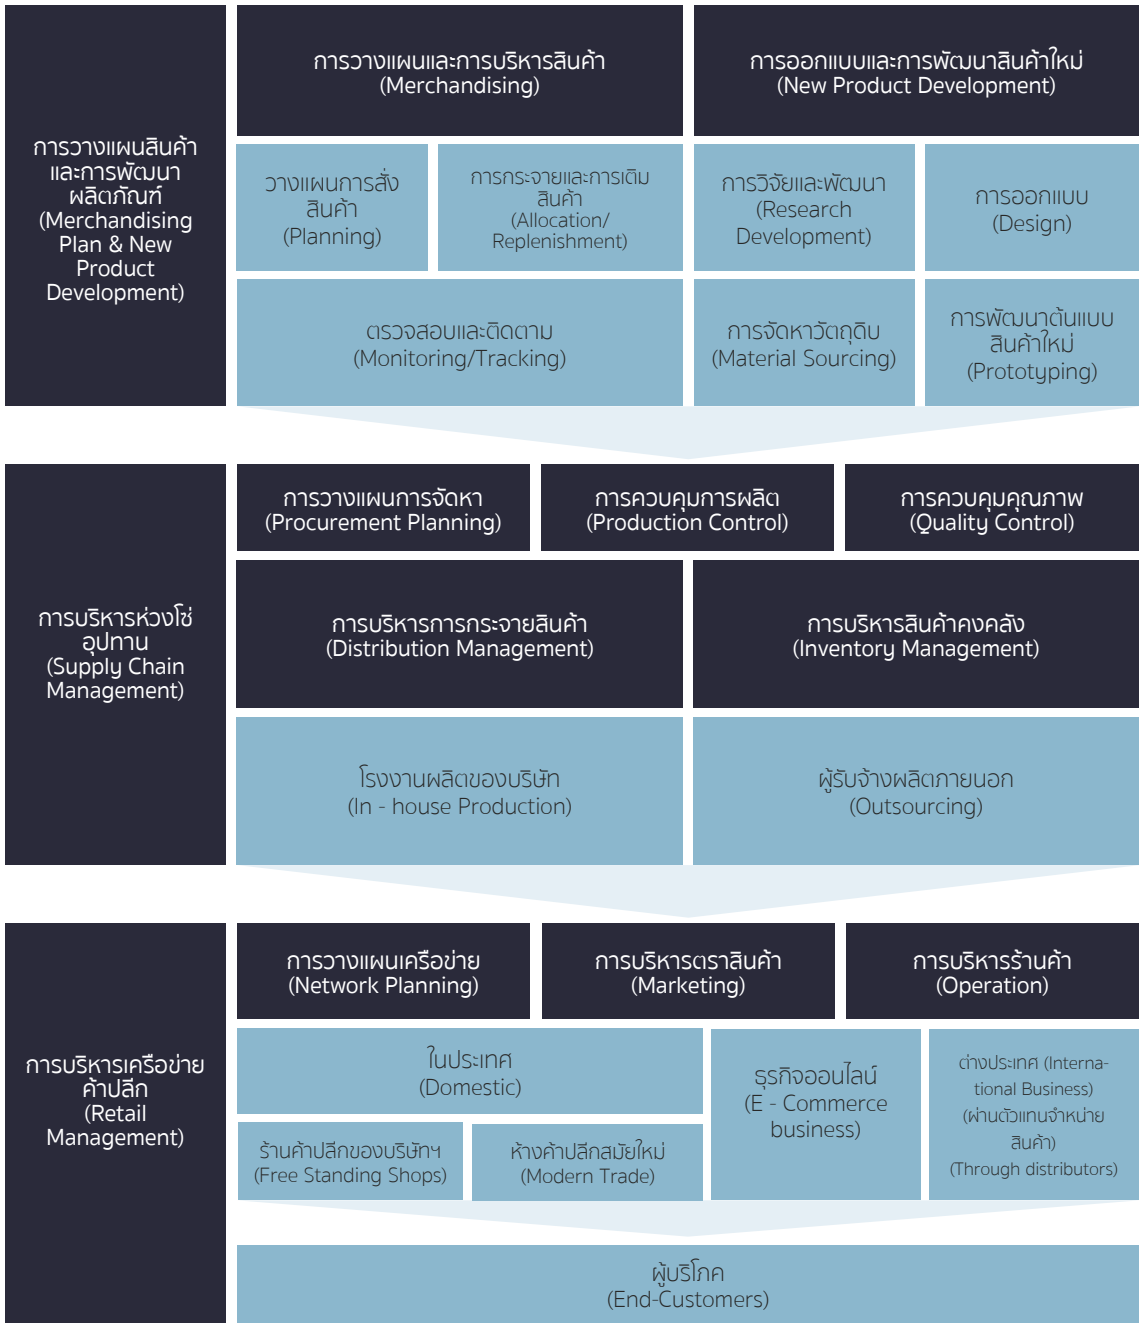 การวางแผนสินค้า
และการพัฒนา
ผลิตภัณฑ์
(Merchandising
Plan & New
Product
Development)
การวางแผนและการบริหารสินค้า
(Merchandising)
การออกแบบและการพัฒนาสินค้าใหม่
(New Product Development)
วางแผนการสั่ง
สินค้า
(Planning)
การกระจายและการเติม
สินค้า
(Allocation/
Replenishment)
การวิจัยและพัฒนา
(Research
Development)
การออกแบบ
(Design)
ตรวจสอบและติดตาม
(Monitoring/Tracking)
การจัดหาวัตถุดิบ
(Material Sourcing)
การพัฒนาต้นแบบ
สินค้าใหม่
(Prototyping)
การบริหารห่วงโซ่
อุปทาน
(Supply Chain
Management)
การวางแผนการจัดหา
(Procurement Planning)
การควบคุมการผลิต
(Production Control)
การควบคุมคุณภาพ
(Quality Control)
การบริหารการกระจายสินค้า
(Distribution Management)
การบริหารสินค้าคงคลัง
(Inventory Management)
โรงงานผลิตของบริษัท
(In - house Production)
ผู้รับจ้างผลิตภายนอก
(Outsourcing)
การบริหารเครือข่าย
ค้าปลีก
(Retail
Management)
การวางแผนเครือข่าย
(Network Planning)
การบริหารตราสินค้า
(Marketing)
การบริหารร้านค้า
(Operation)
ในประเทศ
(Domestic)
ร้านค้าปลีกของบริษัทฯ
(Free Standing Shops)
ห้างค้าปลีกสมัยใหม่
(Modern Trade)
ธุรกิจออนไลน์
(E - Commerce
business)
ต่างประเทศ (Interna-
tional Business)
(ผ่านตัวแทนจำหน่าย
สินค้า)
(Through distributors)
ผู้บริโภค
(End-Customers)